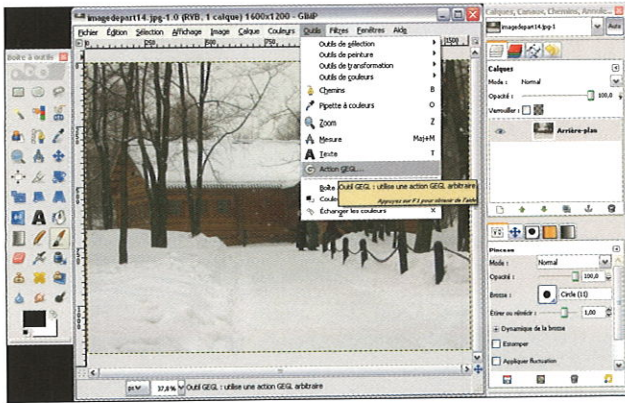 imagedepart14.jpg-1.0 (RVB, 1 calque) 1600x1200 - GIMP
Fichier Édition Sélection Affichage Image Calque Couleurs Outils Filtres Fenêtres Aide
Boîte à outils
Outils de sélection
Outils de peinture
Outils de transformation
Outils de couleurs
Chemins B
Pipette à couleurs O
Zoom Z
Mesure Maj+M
Texte T
Action GEGL...
Outil GEGL : utilise une action GEGL arbitraire
Appuyez sur F1 pour obtenir de l'aide
Boîte
Coule
Échanger les couleurs X
37,8% Outil GEGL : utilise une action GEGL arbitraire
Calques, Canaux, Chemins, Annule...
imagedepart14.jpg-1 Auto
Calques
Mode : Normal
Opacité : 100,0
Verrouiller :
Arrière-plan
Pinceau
Mode : Normal
Opacité : 100,0
Brosse : Circle (11)
Étirer ou rétrécir : 1,00
Dynamique de la brosse
Estomper
Appliquer fluctuation